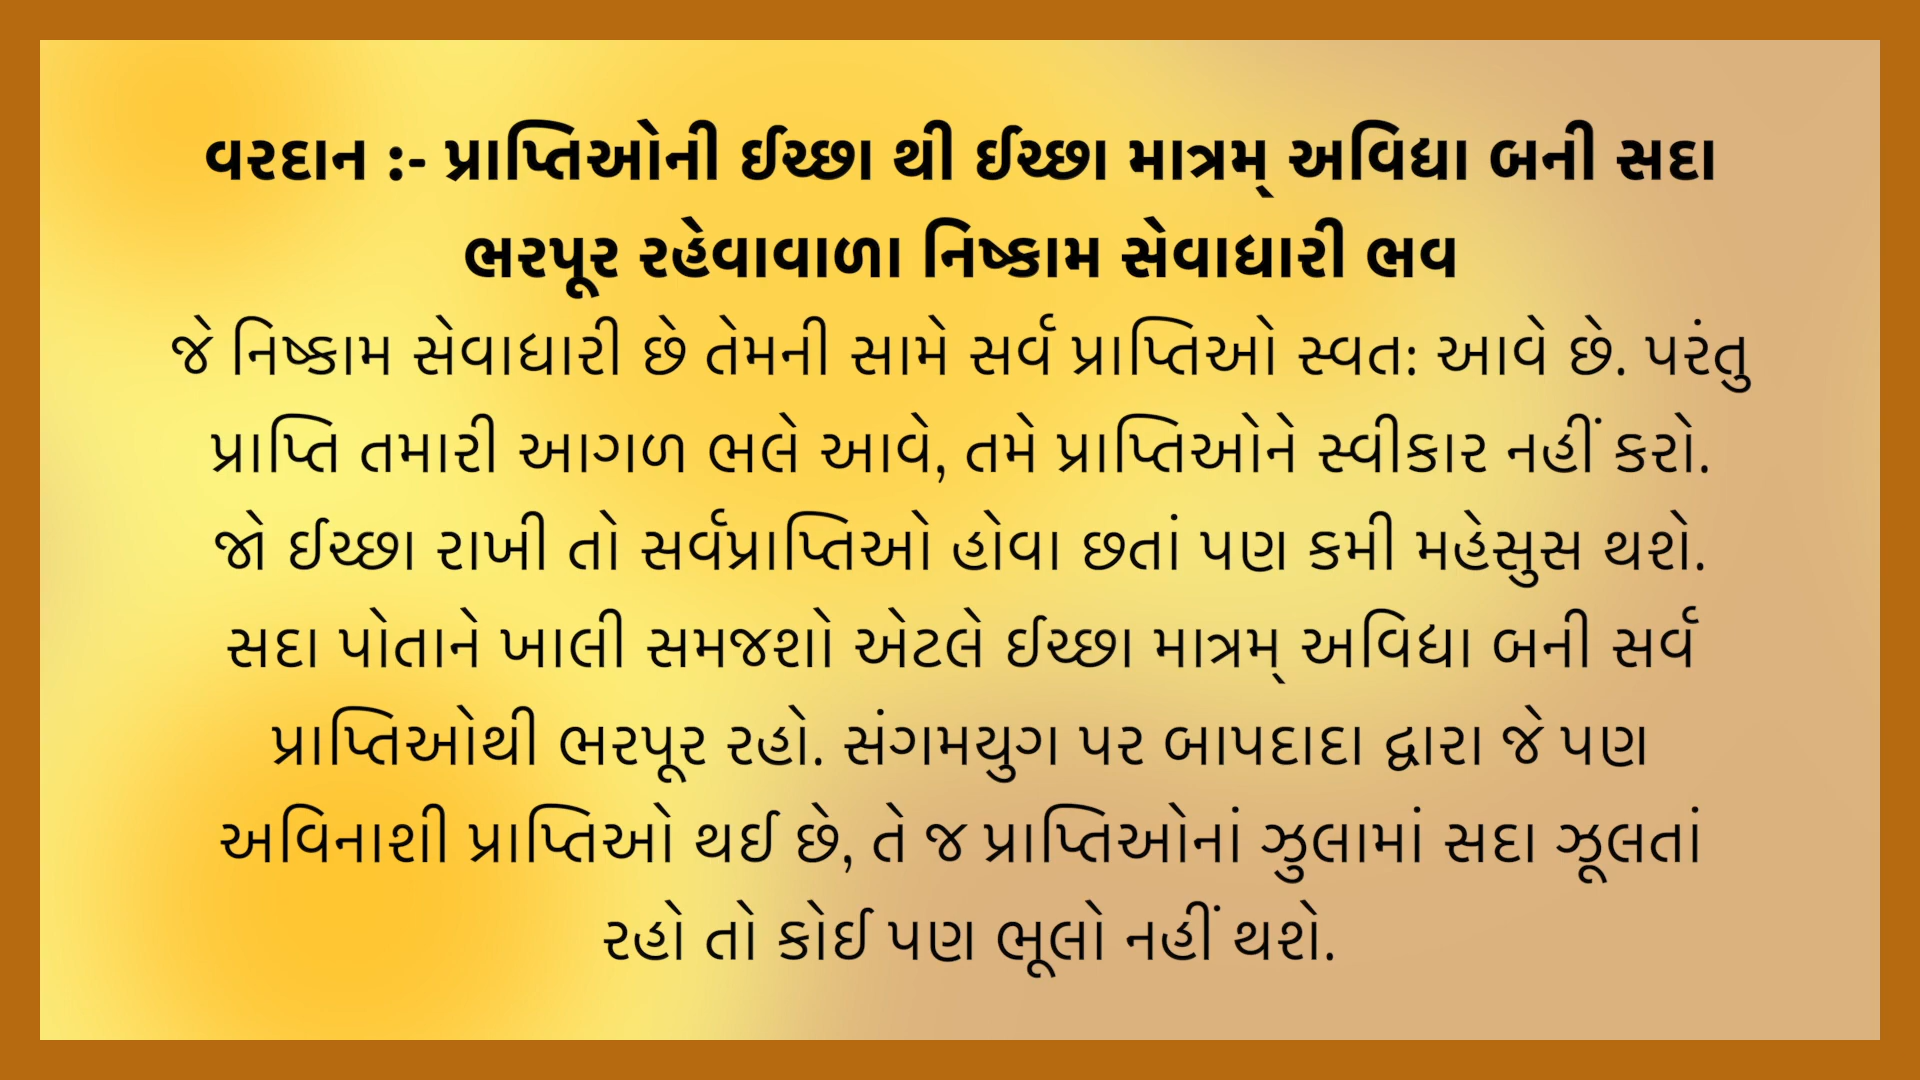 વરદાન :- પ્રાપ્તિઓની ઈચ્છા થી ઈચ્છા માત્રમ્ અવિદ્યા બની સદા
ભરપૂર રહેવાવાળા નિષ્કામ સેવાધારી ભવ
જે નિષ્કામ સેવાધારી છે તેમની સામે સર્વ પ્રાપ્તિઓ સ્વત: આવે છે. પરંતુ
પ્રાપ્તિ તમારી આગળ ભલે આવે, તમે પ્રાપ્તિઓને સ્વીકાર નહીં કરો.
જો ઈચ્છા રાખી તો સર્વપ્રાપ્તિઓ હોવા છતાં પણ કમી મહેસુસ થશે.
સદા પોતાને ખાલી સમજશો એટલે ઈચ્છા માત્રમ્ અવિદ્યા બની સર્વ
પ્રાપ્તિઓથી ભરપૂર રહો. સંગમયુગ પર બાપદાદા દ્વારા જે પણ
અવિનાશી પ્રાપ્તિઓ થઈ છે, તે જ પ્રાપ્તિઓનાં ઝુલામાં સદા ઝૂલતાં
રહો તો કોઈ પણ ભૂલો નહીં થશે.